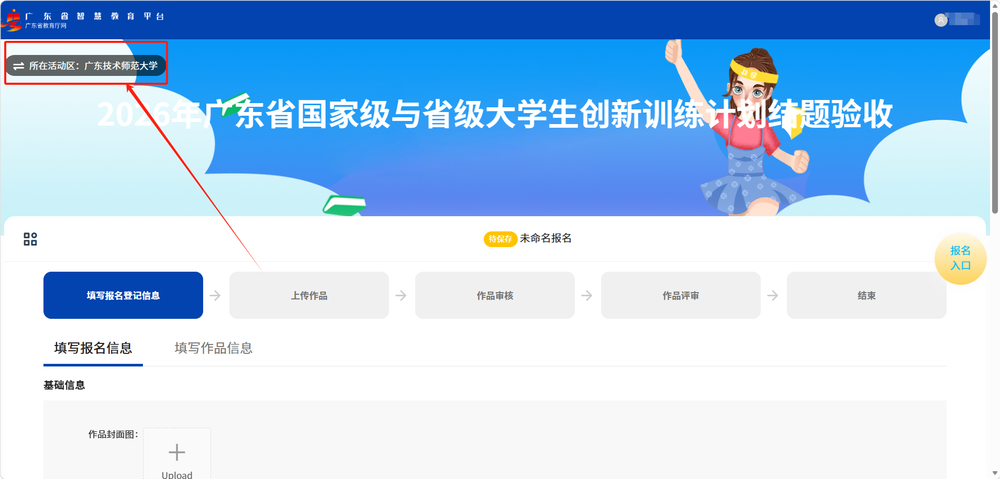 广东省智慧教育平台
广东省教育厅网
所在活动区：广东技术师范大学
2026年广东省国家级与省级大学生创新训练计划结题验收
待保存 未命名报名
报名
入口
填写报名登记信息
上传作品
作品审核
作品评审
结束
填写报名信息
填写作品信息
基础信息
作品封面图：
Upload